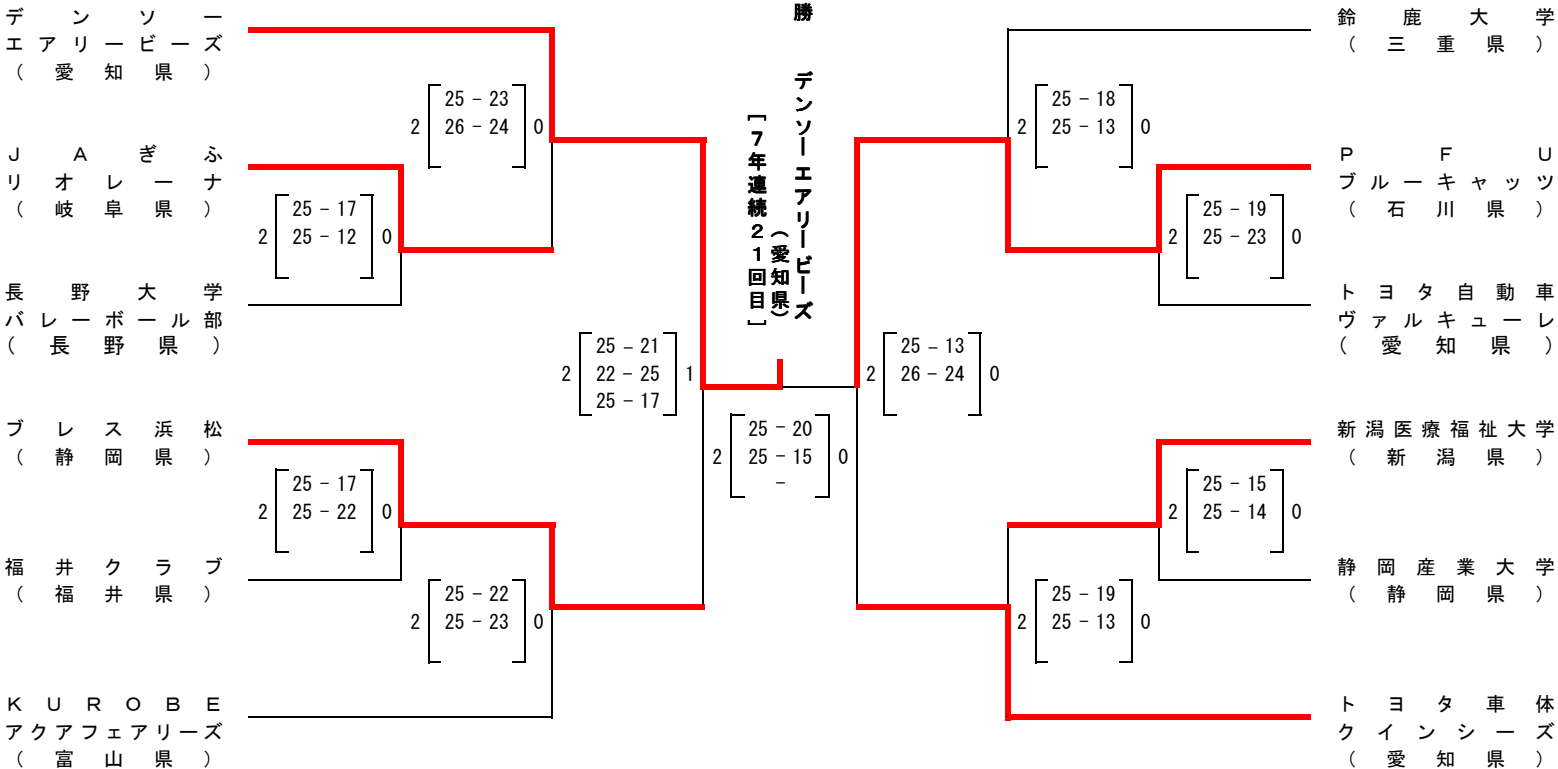 デンソー
エアリービーズ
（愛知県）
25 － 23
2 26 － 24 0
JAぎふ
リオレーナ
（岐阜県）
25 － 17
2 25 － 12 0
長野大学
バレーボール部
（長野県）
25 － 21
2 22 － 25 1
25 － 17
ブレス浜松
（静岡県）
25 － 17
2 25 － 22 0
福井クラブ
（福井県）
25 － 22
2 25 － 23 0
KUROBE
アクアフェアリーズ
（富山県）
勝 デンソーエアリービーズ
（愛知県）
［7年連続21回目］
25 － 20
2 25 － 15 0
－
鈴鹿大学
（三重県）
25 － 18
2 25 － 13 0
PFU
ブルーキャッツ
（石川県）
25 － 19
2 25 － 23 0
トヨタ自動車
ヴァルキューレ
（愛知県）
25 － 13
2 26 － 24 0
新潟医療福祉大学
（新潟県）
25 － 15
2 25 － 14 0
静岡産業大学
（静岡県）
25 － 19
2 25 － 13 0
トヨタ車体
クインシーズ
（愛知県）